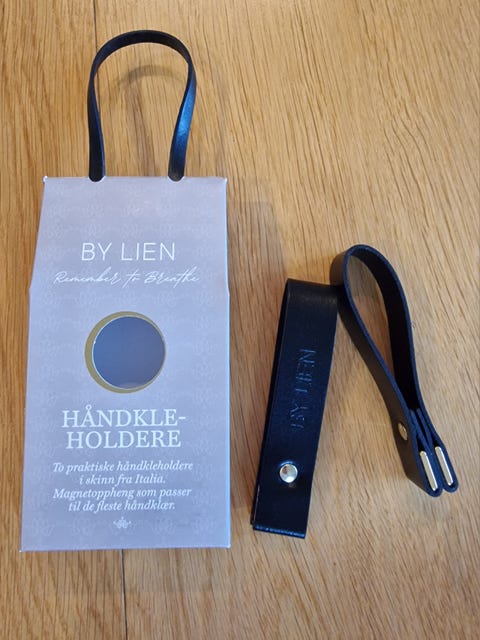 BY LIEN
Remember to Breathe
HÅNDKLE-
HOLDERE
To praktiske håndkleholdere
i skinn fra Italia.
Magnetoppheng som passer
til de fleste håndklær.
BY LIEN